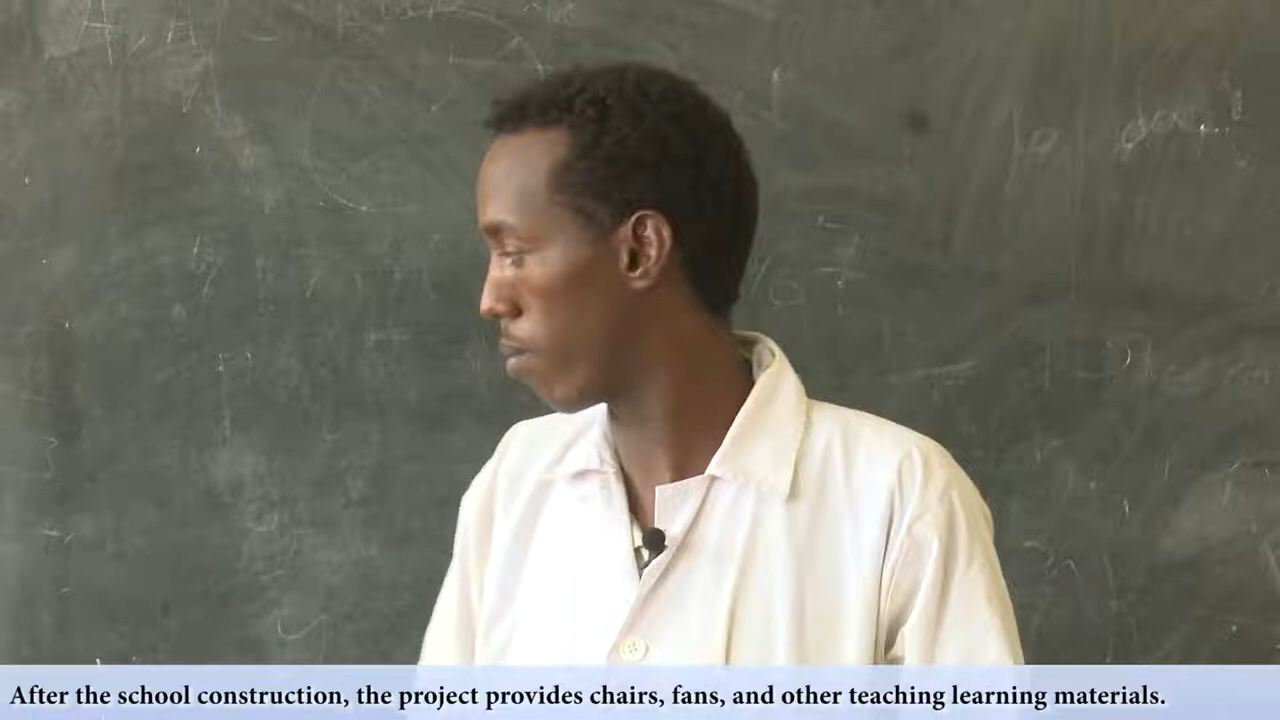 After the school construction, the project provides chairs, fans, and other teaching learning materials.